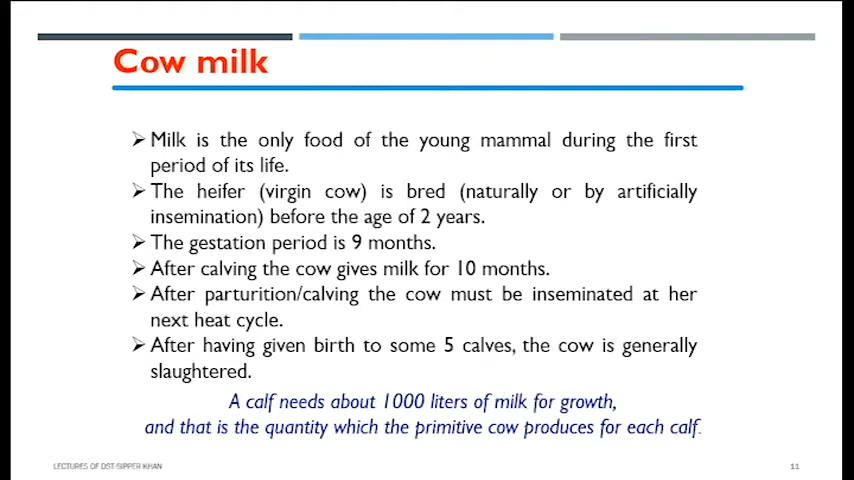 Cow milk
➢ Milk is the only food of the young mammal during the first
period of its life.
➢ The heifer (virgin cow) is bred (naturally or by artificially
insemination) before the age of 2 years.
➢ The gestation period is 9 months.
➢ After calving the cow gives milk for 10 months.
➢ After parturition/calving the cow must be inseminated at her
next heat cycle.
➢ After having given birth to some 5 calves, the cow is generally
slaughtered.
A calf needs about 1000 liters of milk for growth,
and that is the quantity which the primitive cow produces for each calf.
LECTURES OF DST-SIPPER KHAN
11